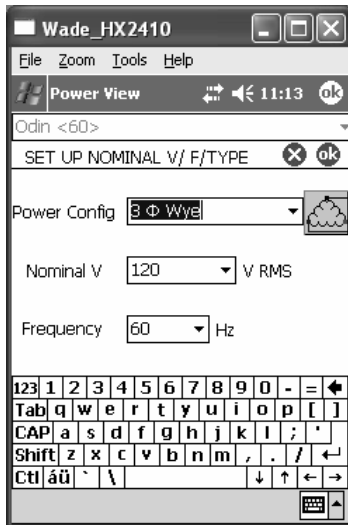 Wade_HX2410
File Zoom Tools Help
Power View 11:13 ok
Odin <60>
SET UP NOMINAL V/ F/TYPE ok
Power Config 3 Φ Wye
Nominal V 120 V RMS
Frequency 60 Hz
123 1 2 3 4 5 6 7 8 9 0 - =
Tab q w e r t y u i o p [ ]
CAP a s d f g h j k l ; '
Shift z x c v b n m , . /
Ctl áü ` \